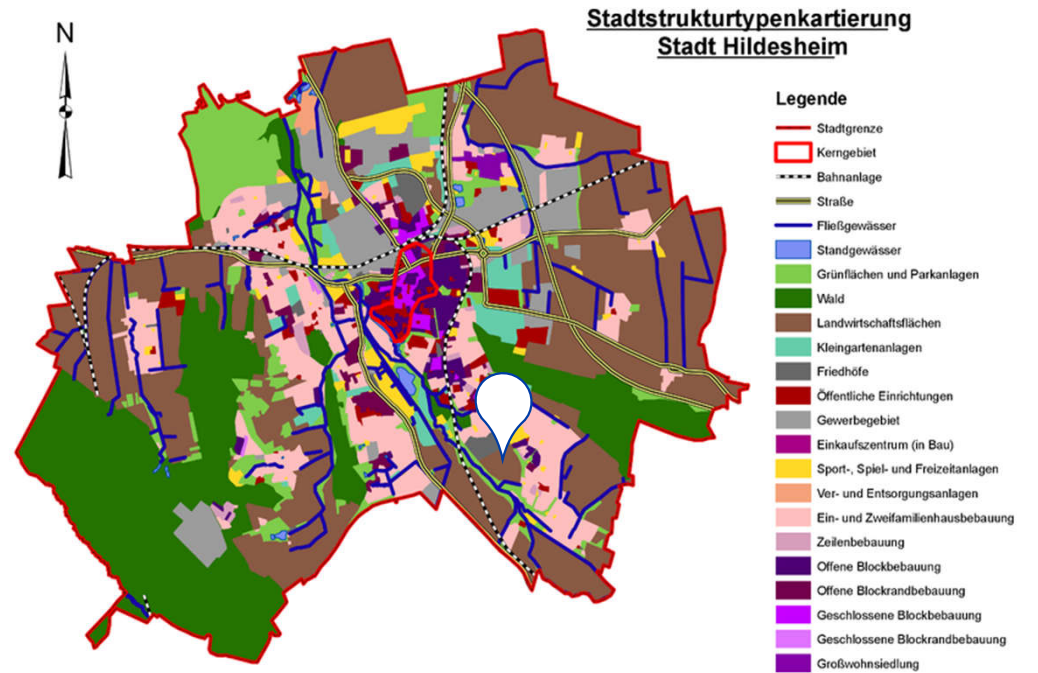 Stadtstrukturtypenkartierung
Stadt Hildesheim
N
Legende
Stadtgrenze
Kerngebiet
Bahnanlage
Straße
Fließgewässer
Standgewässer
Grünflächen und Parkanlagen
Wald
Landwirtschaftsflächen
Kleingartenanlagen
Friedhöfe
Öffentliche Einrichtungen
Gewerbegebiet
Einkaufszentrum (in Bau)
Sport-, Spiel- und Freizeitanlagen
Ver- und Entsorgungsanlagen
Ein- und Zweifamilienhausbebauung
Zeilenbebauung
Offene Blockbebauung
Offene Blockrandbebauung
Geschlossene Blockbebauung
Geschlossene Blockrandbebauung
Großwohnsiedlung